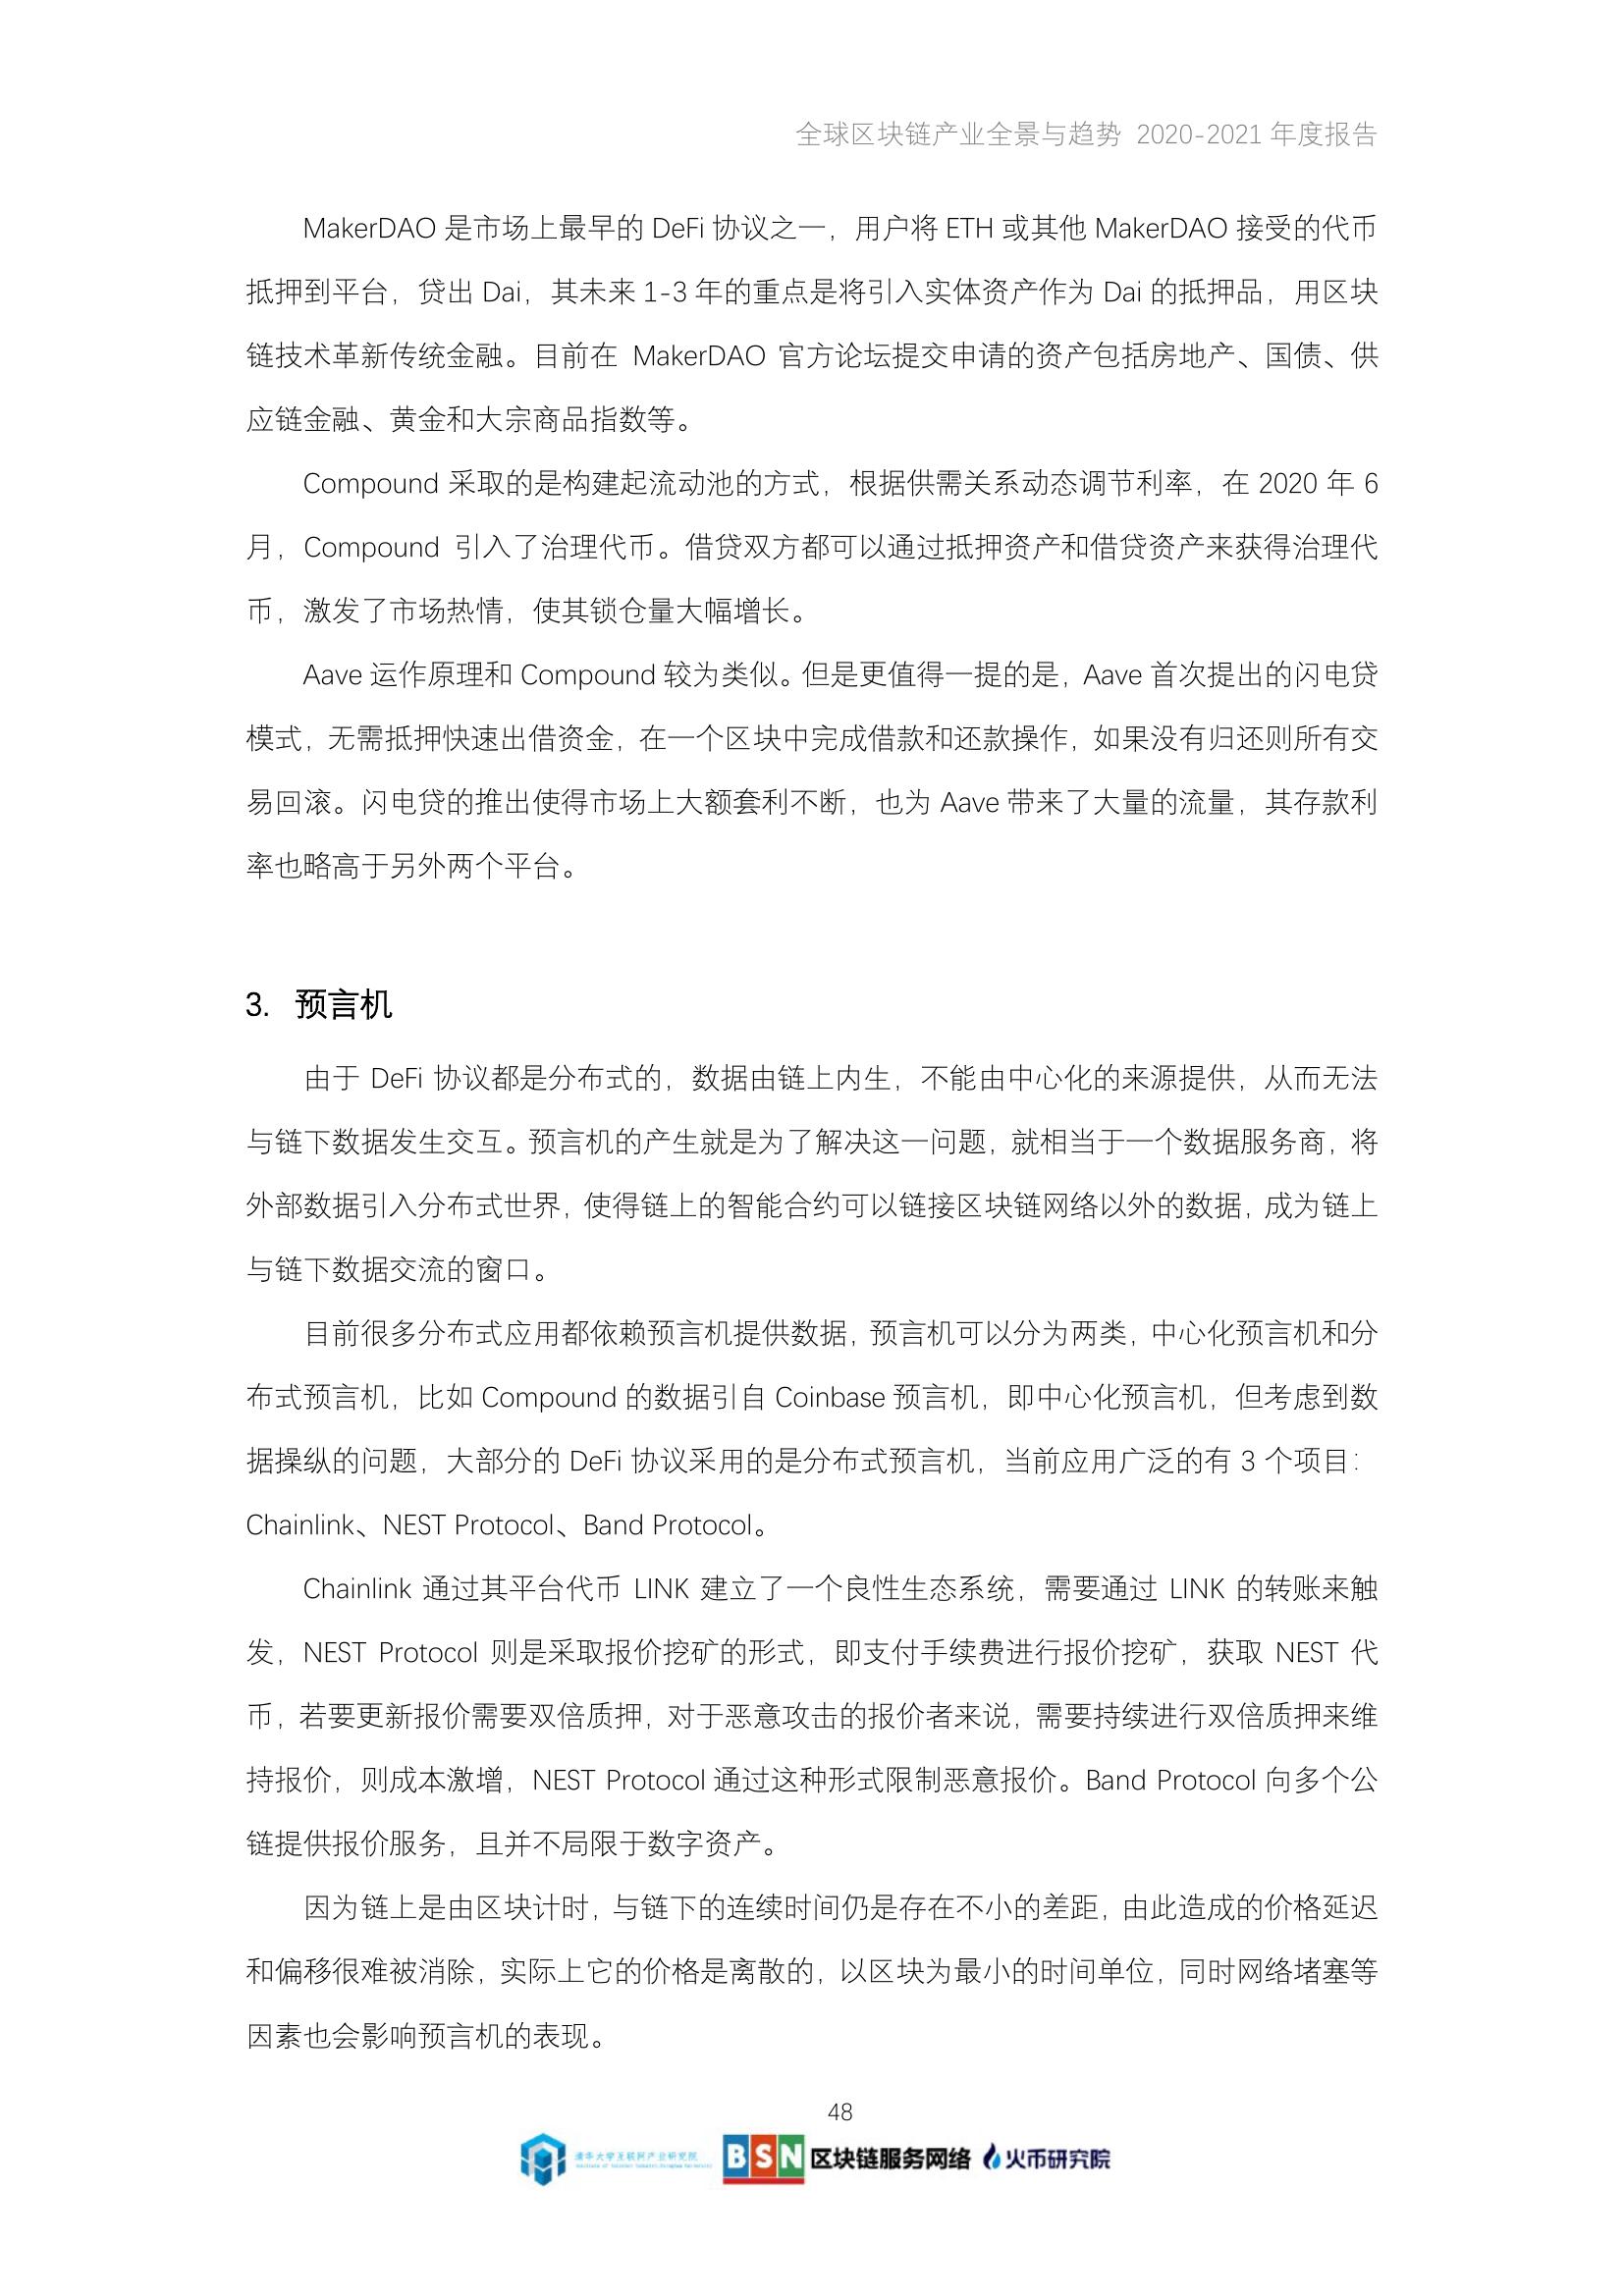 全球区块链产业全景与趋势 2020-2021 年度报告
MakerDAO 是市场上最早的 DeFi 协议之一，用户将 ETH 或其他 MakerDAO 接受的代币
抵押到平台，贷出 Dai，其未来 1-3 年的重点是将引入实体资产作为 Dai 的抵押品，用区块
链技术革新传统金融。目前在 MakerDAO 官方论坛提交申请的资产包括房地产、国债、供
应链金融、黄金和大宗商品指数等。
Compound 采取的是构建起流动池的方式，根据供需关系动态调节利率，在 2020 年 6
月，Compound 引入了治理代币。借贷双方都可以通过抵押资产和借贷资产来获得治理代
币，激发了市场热情，使其锁仓量大幅增长。
Aave 运作原理和 Compound 较为类似。但是更值得一提的是，Aave 首次提出的闪电贷
模式，无需抵押快速出借资金，在一个区块中完成借款和还款操作，如果没有归还则所有交
易回滚。闪电贷的推出使得市场上大额套利不断，也为 Aave 带来了大量的流量，其存款利
率也略高于另外两个平台。
3. 预言机
由于 DeFi 协议都是分布式的，数据由链上内生，不能由中心化的来源提供，从而无法
与链下数据发生交互。预言机的产生就是为了解决这一问题，就相当于一个数据服务商，将
外部数据引入分布式世界，使得链上的智能合约可以链接区块链网络以外的数据，成为链上
与链下数据交流的窗口。
目前很多分布式应用都依赖预言机提供数据，预言机可以分为两类，中心化预言机和分
布式预言机，比如 Compound 的数据引自 Coinbase 预言机，即中心化预言机，但考虑到数
据操纵的问题，大部分的 DeFi 协议采用的是分布式预言机，当前应用广泛的有 3 个项目：
Chainlink、NEST Protocol、Band Protocol。
Chainlink 通过其平台代币 LINK 建立了一个良性生态系统，需要通过 LINK 的转账来触
发，NEST Protocol 则是采取报价挖矿的形式，即支付手续费进行报价挖矿，获取 NEST 代
币，若要更新报价需要双倍质押，对于恶意攻击的报价者来说，需要持续进行双倍质押来维
持报价，则成本激增，NEST Protocol 通过这种形式限制恶意报价。Band Protocol 向多个公
链提供报价服务，且并不局限于数字资产。
因为链上是由区块计时，与链下的连续时间仍是存在不小的差距，由此造成的价格延迟
和偏移很难被消除，实际上它的价格是离散的，以区块为最小的时间单位，同时网络堵塞等
因素也会影响预言机的表现。
48
清华大学互联网产业研究院
BSN 区块链服务网络 火币研究院